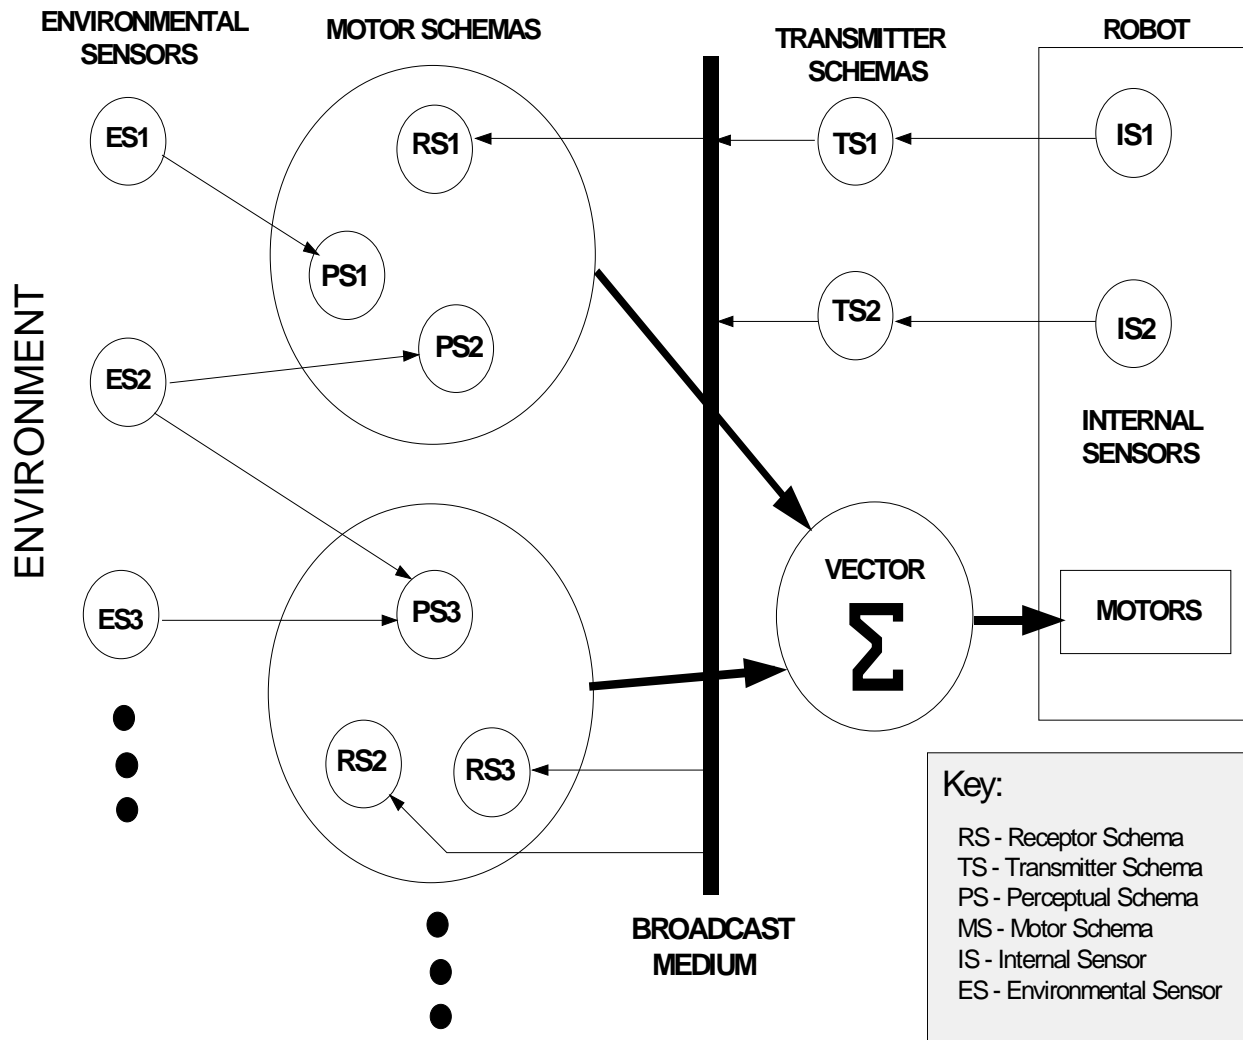 ENVIRONMENTAL
SENSORS
MOTOR SCHEMAS
TRANSMITTER
SCHEMAS
ROBOT
ES1
RS1
TS1
IS1
PS1
TS2
IS2
PS2
ES2
ENVIRONMENT
INTERNAL
SENSORS
VECTOR
Σ
MOTORS
ES3
PS3
RS2
RS3
BROADCAST
MEDIUM
Key:
RS - Receptor Schema
TS - Transmitter Schema
PS - Perceptual Schema
MS - Motor Schema
IS - Internal Sensor
ES - Environmental Sensor